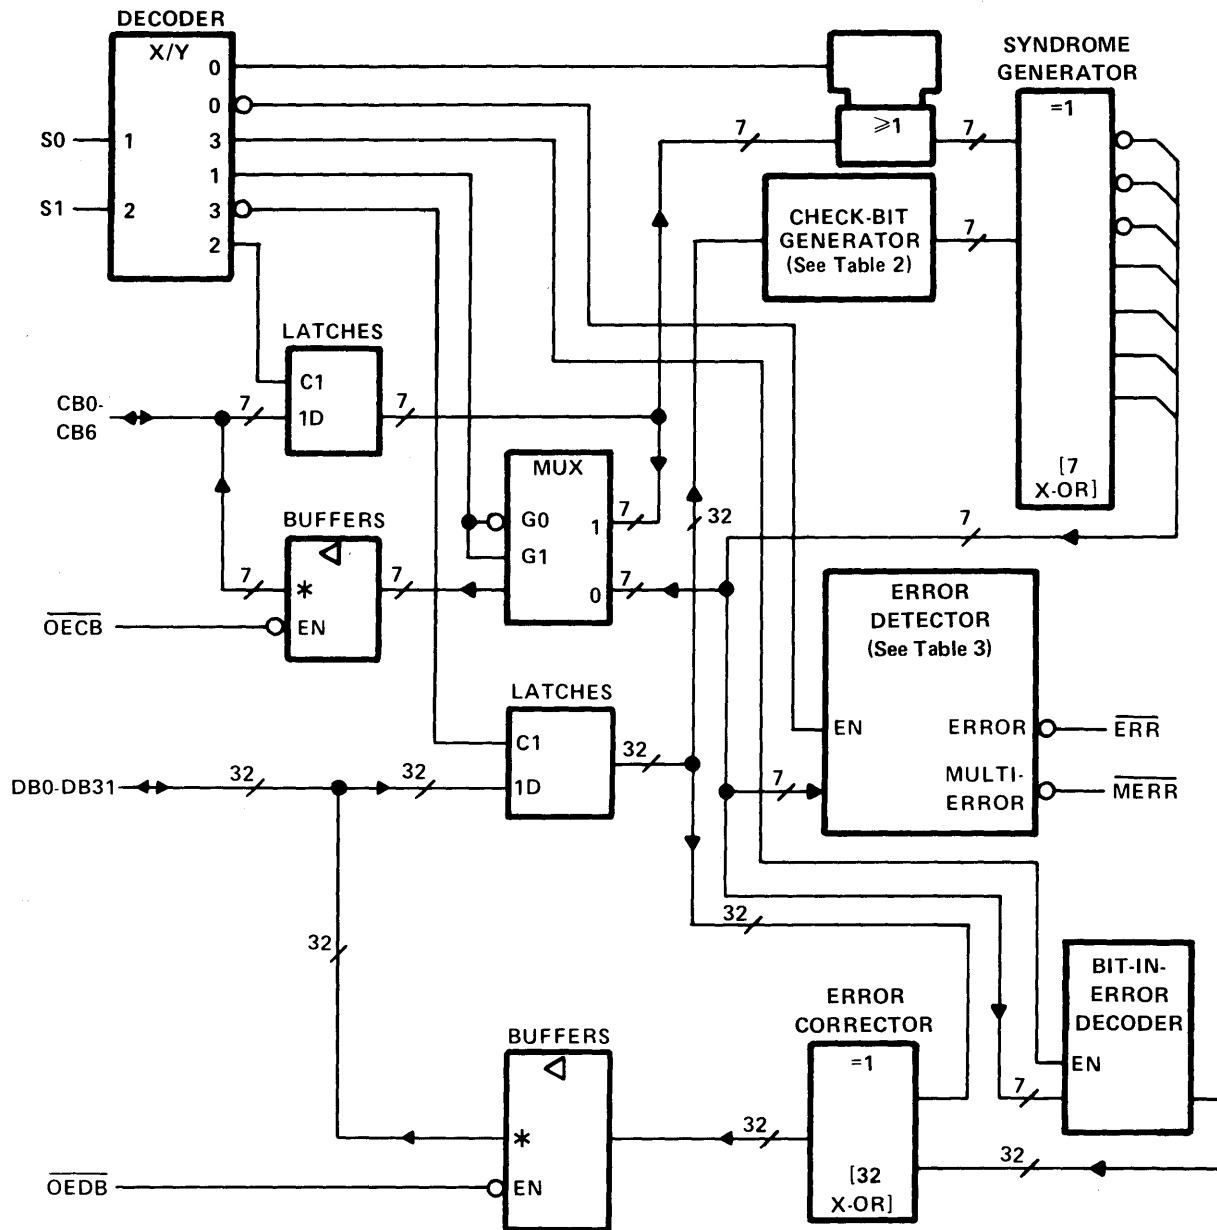 DECODER
X/Y
0
0
S0
1
3
1
S1
2
3
2
≥1
7
7
SYNDROME
GENERATOR
=1
[7
X-OR]
CHECK-BIT
GENERATOR
(See Table 2)
7
7
LATCHES
C1
1D
CB0-
CB6
7
7
MUX
G0
G1
1
0
7
7
32
BUFFERS
*
EN
7
7
OECB
ERROR
DETECTOR
(See Table 3)
EN
ERROR
ERR
MULTI-
ERROR
MERR
7
LATCHES
C1
1D
32
DB0-DB31
32
32
32
32
BIT-IN-
ERROR
DECODER
EN
7
ERROR
CORRECTOR
=1
[32
X-OR]
BUFFERS
*
EN
32
32
OEDB